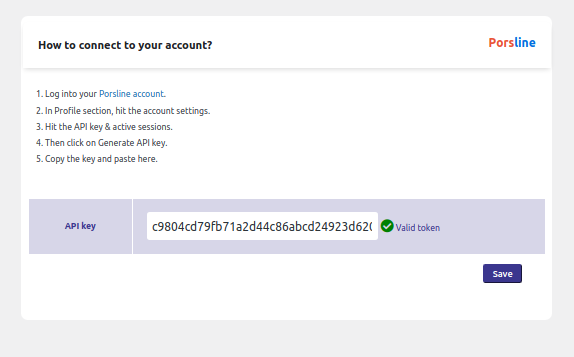 How to connect to your account?
Porsline
1. Log into your Porsline account.
2. In Profile section, hit the account settings.
3. Hit the API key & active sessions.
4. Then click on Generate API key.
5. Copy the key and paste here.
API key
c9804cd79fb71a2d44c86abcd24923d620
Valid token
Save